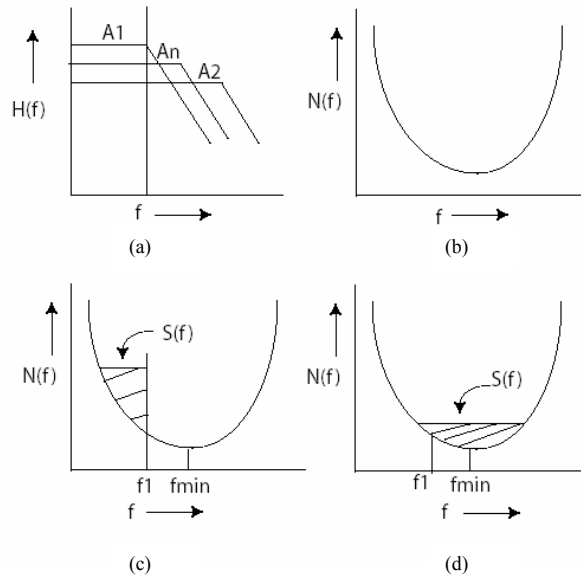 A1
An
A2
H(f)
f
(a)
N(f)
f
(b)
S(f)
N(f)
f1
fmin
f
(c)
S(f)
N(f)
f1
fmin
f
(d)